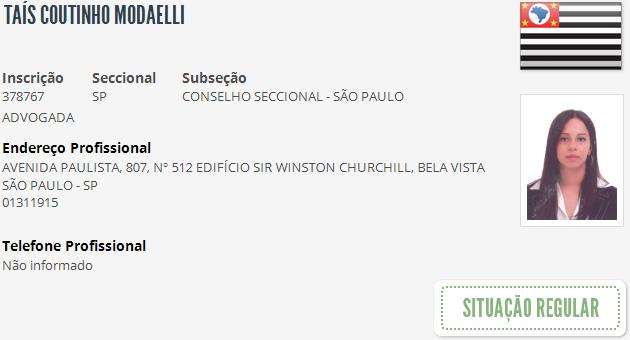 TAÍS COUTINHO MODAELLI
Inscrição Seccional Subseção
378767 SP CONSELHO SECCIONAL - SÃO PAULO
ADVOGADA
Endereço Profissional
AVENIDA PAULISTA, 807, Nº 512 EDIFÍCIO SIR WINSTON CHURCHILL, BELA VISTA
SÃO PAULO - SP
01311915
Telefone Profissional
Não informado
SITUAÇÃO REGULAR